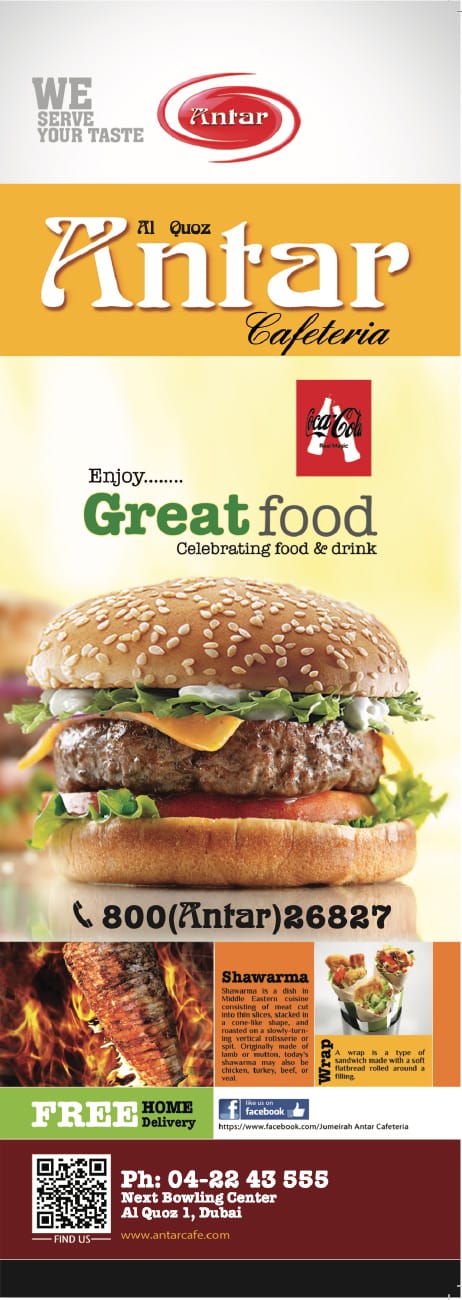 WE
SERVE
YOUR TASTE
Antar
Al Quoz
Antar
Cafeteria
Coca-Cola
Real Magic
Enjoy........
Great food
Celebrating food & drink
800(Antar)26827
Shawarma
Shawarma is a dish in
Middle Eastern cuisine
consisting of meat cut
into thin slices, stacked in
a cone-like shape, and
roasted on a slowly-turn-
ing vertical rotisserie or
spit. Originally made of
lamb or mutton, today's
shawarma may also be
chicken, turkey, beef, or
veal.
Wrap
A wrap is a type of
sandwich made with a soft
flatbread rolled around a
filling.
FREE HOME
Delivery
like us on
facebook
https://www.facebook.com/Jumeirah Antar Cafeteria
FIND US
Ph: 04-22 43 555
Next Bowling Center
Al Quoz 1, Dubai
www.antarcafe.com